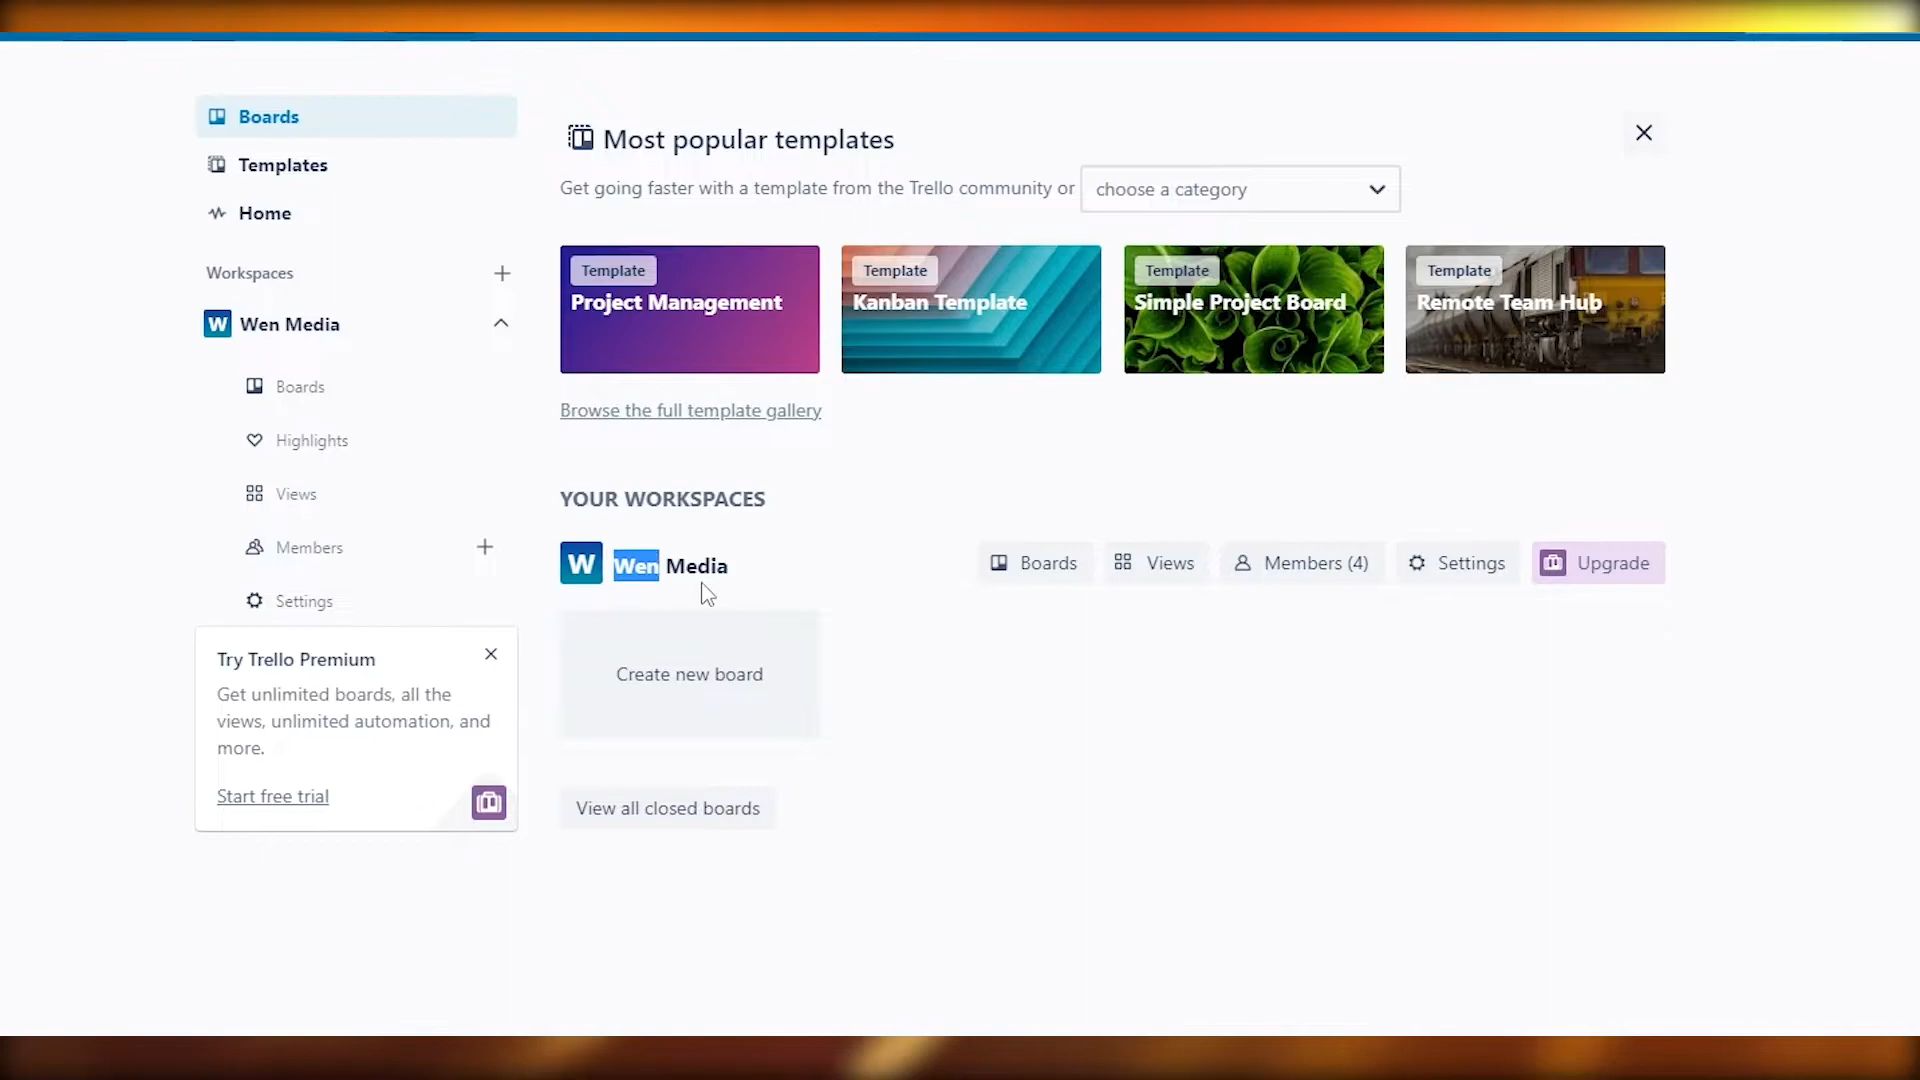 Boards
Templates
Home
Workspaces
W Wen Media
Boards
Highlights
Views
Members
Settings
Try Trello Premium
Get unlimited boards, all the
views, unlimited automation, and
more.
Start free trial
Most popular templates
Get going faster with a template from the Trello community or choose a category
Template
Project Management
Template
Kanban Template
Template
Simple Project Board
Template
Remote Team Hub
Browse the full template gallery
YOUR WORKSPACES
W Wen Media
Boards
Views
Members (4)
Settings
Upgrade
Create new board
View all closed boards